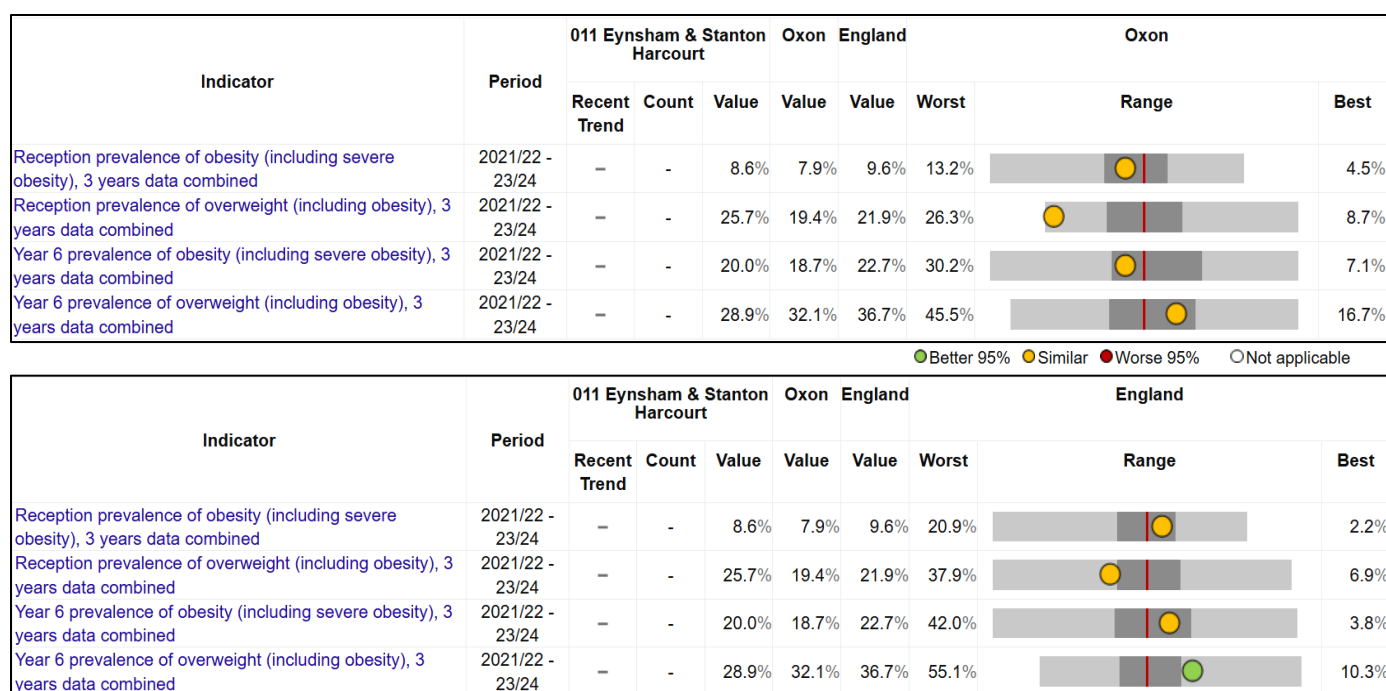 011 Eynsham & Stanton Harcourt Oxon England Oxon
Indicator Period
Recent Trend Count Value Value Value Worst Range Best
Reception prevalence of obesity (including severe obesity), 3 years data combined 2021/22 - 23/24 – - 8.6% 7.9% 9.6% 13.2% 4.5%
Reception prevalence of overweight (including obesity), 3 years data combined 2021/22 - 23/24 – - 25.7% 19.4% 21.9% 26.3% 8.7%
Year 6 prevalence of obesity (including severe obesity), 3 years data combined 2021/22 - 23/24 – - 20.0% 18.7% 22.7% 30.2% 7.1%
Year 6 prevalence of overweight (including obesity), 3 years data combined 2021/22 - 23/24 – - 28.9% 32.1% 36.7% 45.5% 16.7%
Better 95% Similar Worse 95% Not applicable
011 Eynsham & Stanton Harcourt Oxon England England
Indicator Period
Recent Trend Count Value Value Value Worst Range Best
Reception prevalence of obesity (including severe obesity), 3 years data combined 2021/22 - 23/24 – - 8.6% 7.9% 9.6% 20.9% 2.2%
Reception prevalence of overweight (including obesity), 3 years data combined 2021/22 - 23/24 – - 25.7% 19.4% 21.9% 37.9% 6.9%
Year 6 prevalence of obesity (including severe obesity), 3 years data combined 2021/22 - 23/24 – - 20.0% 18.7% 22.7% 42.0% 3.8%
Year 6 prevalence of overweight (including obesity), 3 years data combined 2021/22 - 23/24 – - 28.9% 32.1% 36.7% 55.1% 10.3%